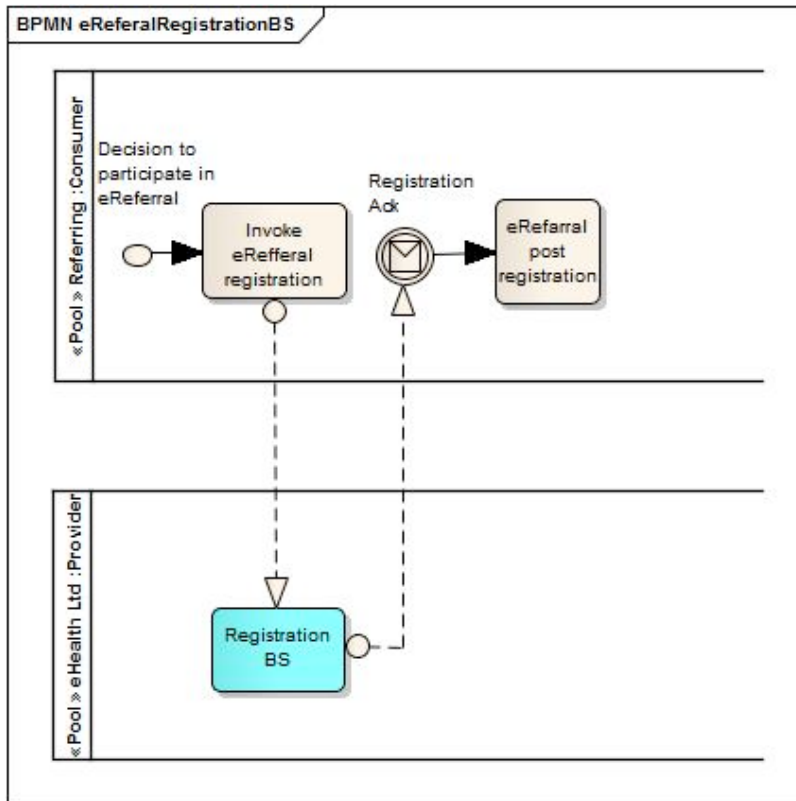 BPMN eReferalRegistrationBS
«Pool» Referring :Consumer
Decision to
participate in
eReferral
Invoke
eRefferal
registration
Registration
Ack
eRefarral
post
registration
«Pool» eHealth Ltd :Provider
Registration
BS